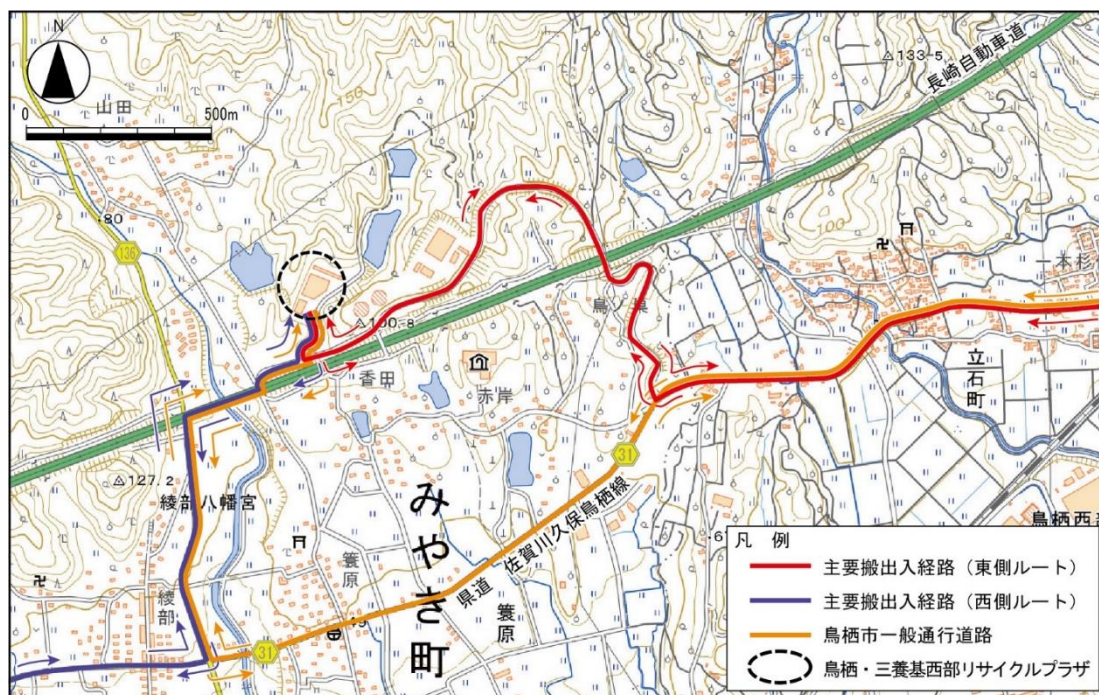 N
0
500m
山田
150
133.5
長崎自動車道
80
136
100
一本杉
100.8
香田
赤岸
立石町
127.2
綾部八幡宮
31
みやき町
簑原
県道 佐賀川久保鳥栖線
簑原
綾部
31
鳥栖西部
凡 例
主要搬出入経路（東側ルート）
主要搬出入経路（西側ルート）
鳥栖市一般通行道路
鳥栖・三養基西部リサイクルプラザ